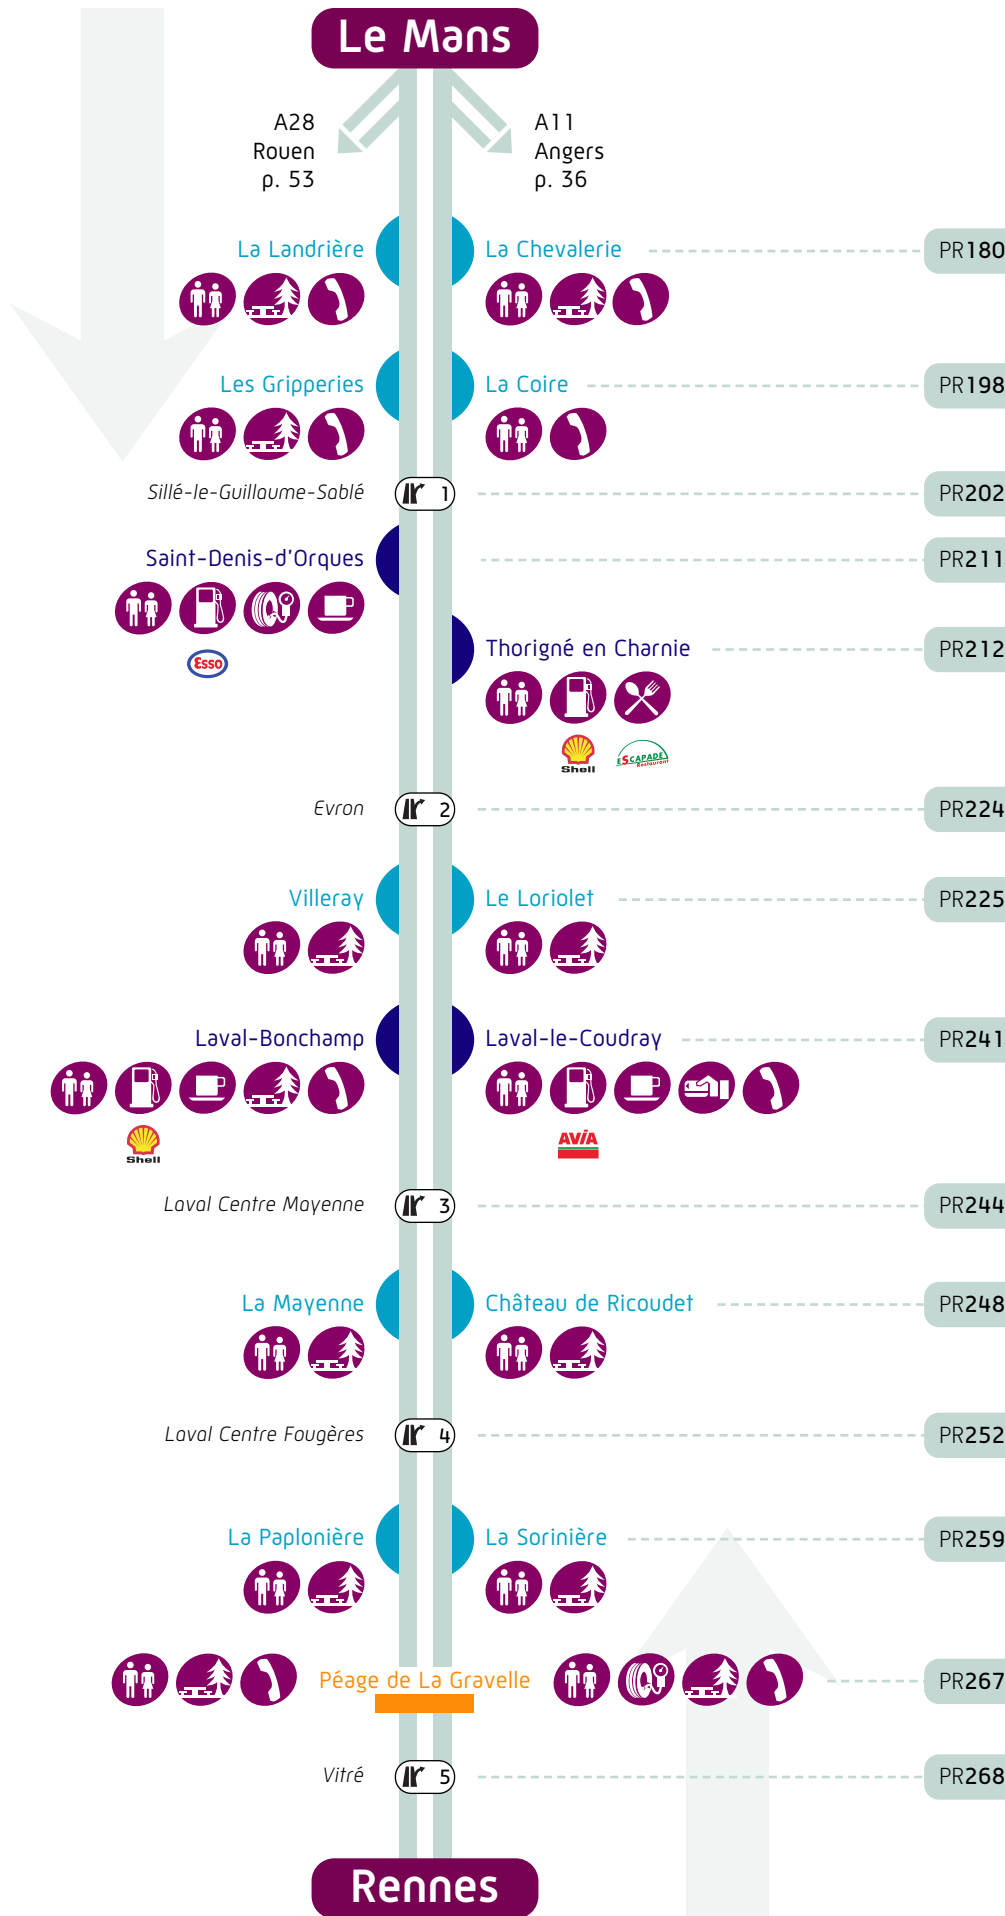 Le Mans
A28
Rouen
p. 53
A11
Angers
p. 36
La Landrière
La Chevalerie
PR180
Les Gripperies
La Coire
PR198
Sillé-le-Guillaume-Sablé
1
PR202
Saint-Denis-d'Orques
PR211
Esso
Thorigné en Charnie
PR212
Shell
ESCAPADE
Restaurant
Evron
2
PR224
Villeray
Le Loriolet
PR225
Laval-Bonchamp
Laval-le-Coudray
PR241
Shell
AVIA
Laval Centre Mayenne
3
PR244
La Mayenne
Château de Ricoudet
PR248
Laval Centre Fougères
4
PR252
La Paplonière
La Sorinière
PR259
Péage de La Gravelle
PR267
Vitré
5
PR268
Rennes